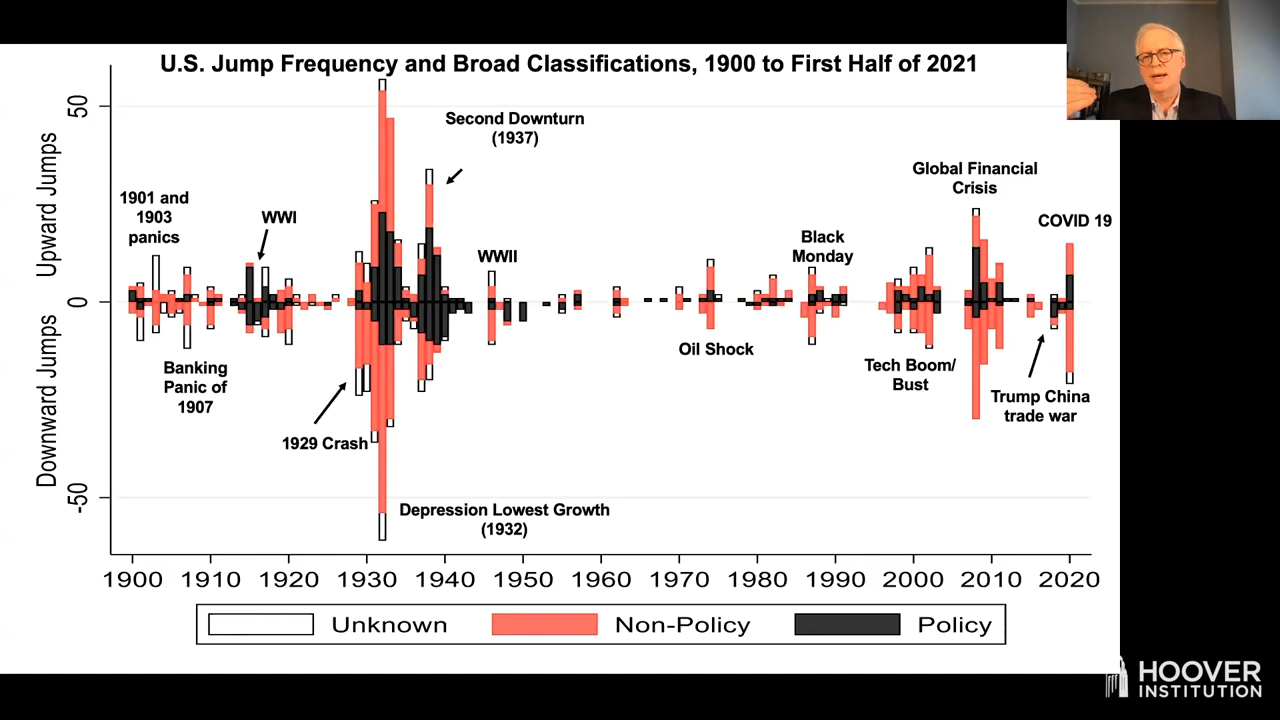 U.S. Jump Frequency and Broad Classifications, 1900 to First Half of 2021
Downward Jumps Upward Jumps
50
0
-50
1901 and
1903
panics
WWI
Second Downturn
(1937)
WWII
Black
Monday
Global Financial
Crisis
COVID 19
Banking
Panic of
1907
1929 Crash
Depression Lowest Growth
(1932)
Oil Shock
Tech Boom/
Bust
Trump China
trade war
1900 1910 1920 1930 1940 1950 1960 1970 1980 1990 2000 2010 2020
Unknown Non-Policy Policy
HOOVER
INSTITUTION